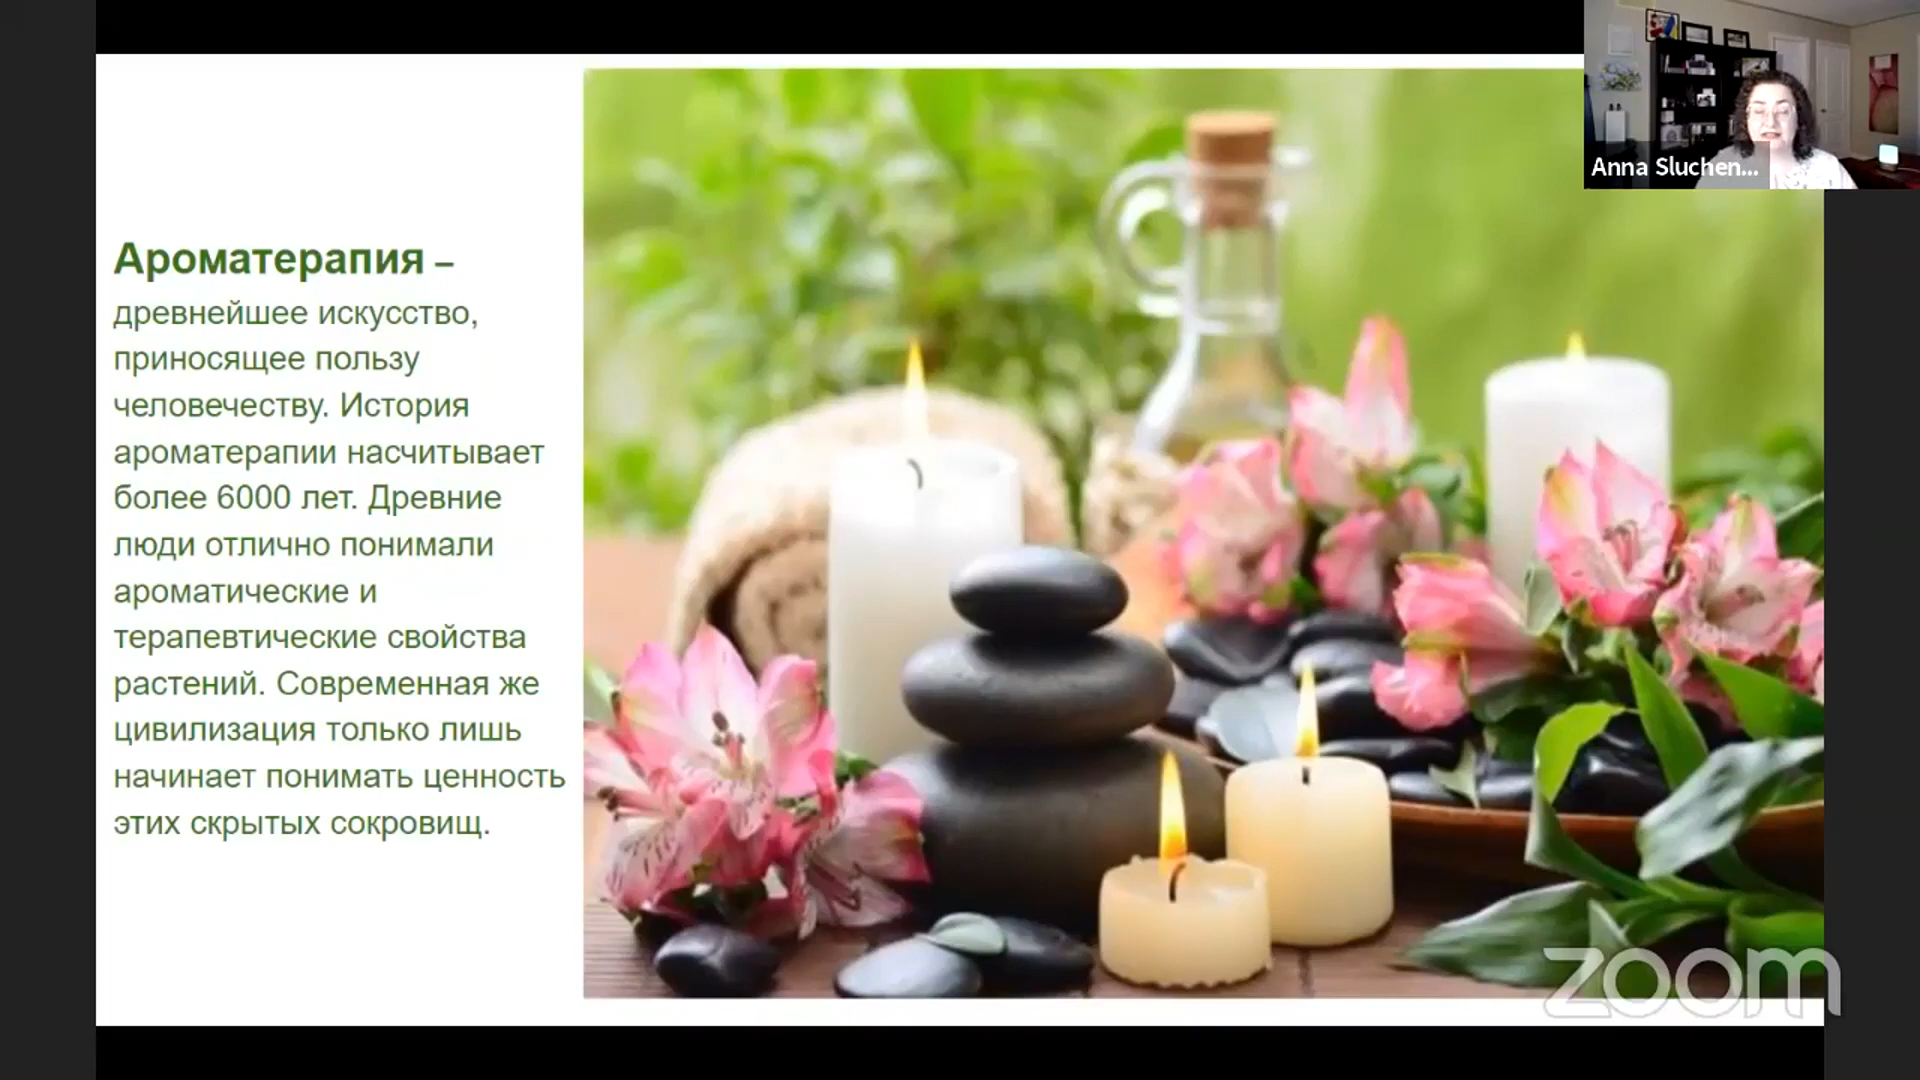 Anna Sluchen...
Ароматерапия –
древнейшее искусство,
приносящее пользу
человечеству. История
ароматерапии насчитывает
более 6000 лет. Древние
люди отлично понимали
ароматические и
терапевтические свойства
растений. Современная же
цивилизация только лишь
начинает понимать ценность
этих скрытых сокровищ.
zoom